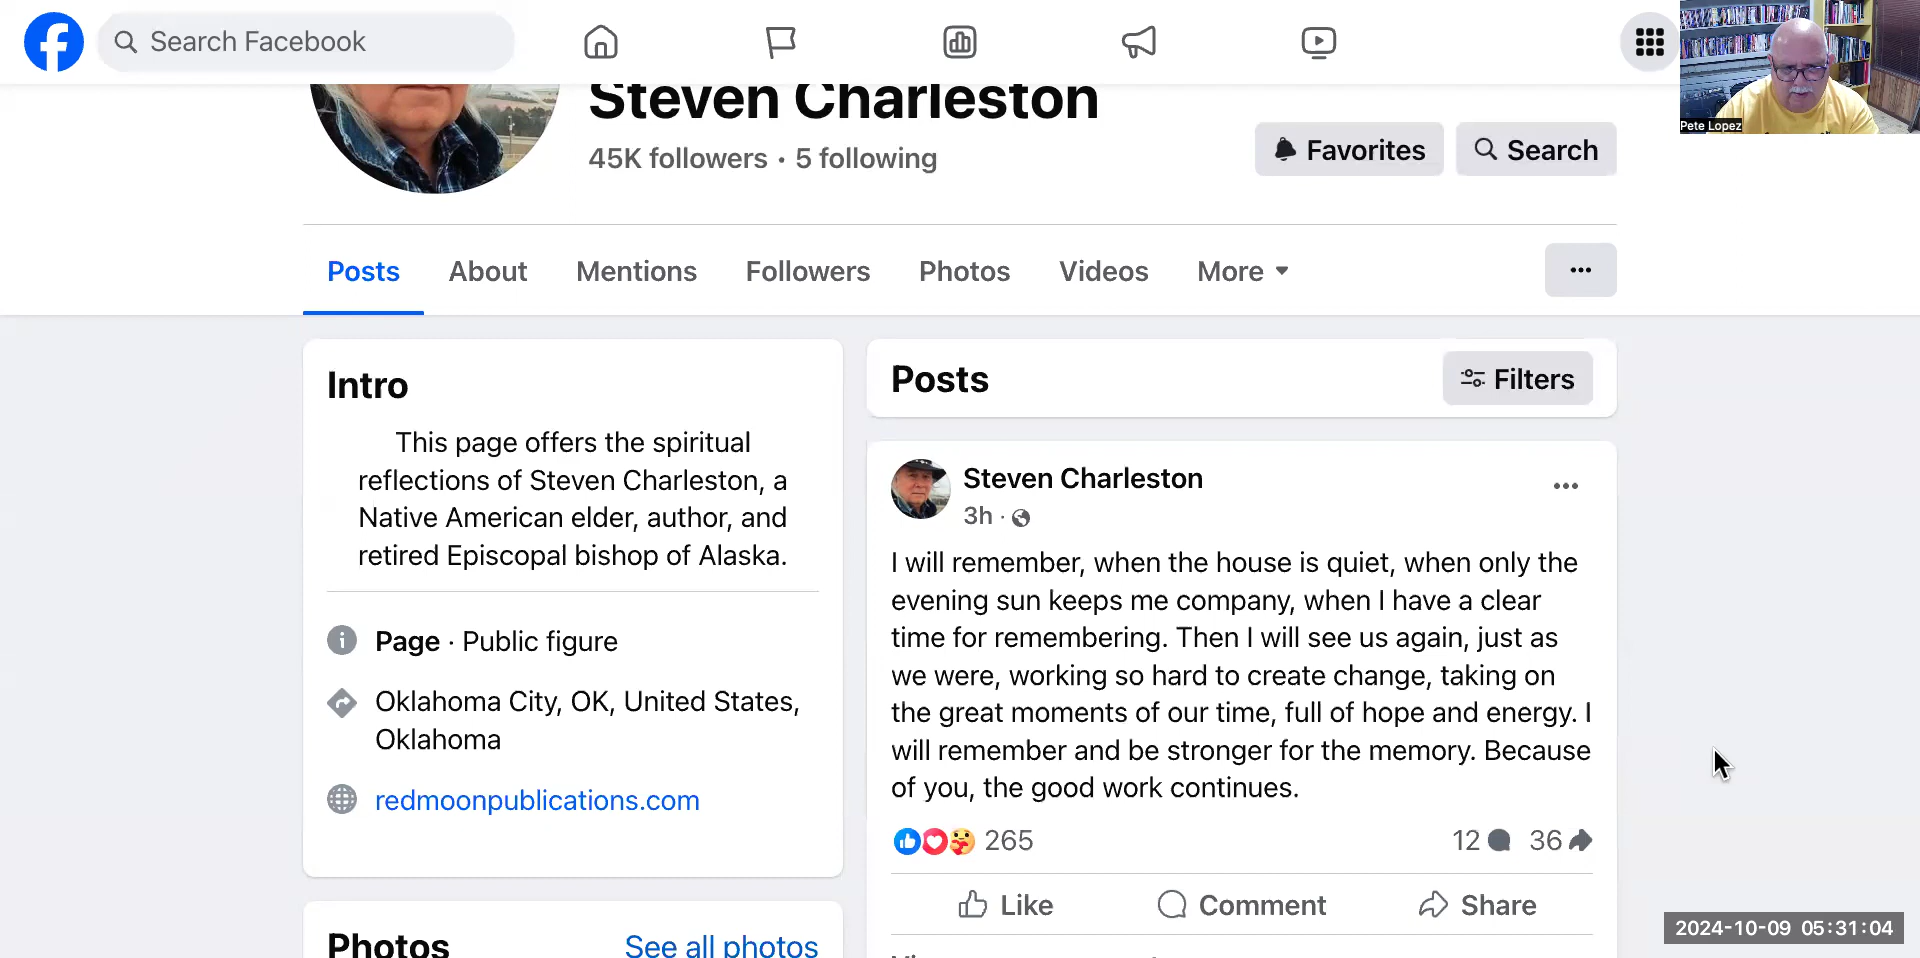 Search Facebook
Pete Lopez
Steven Charleston
45K followers · 5 following
Favorites
Search
Posts
About
Mentions
Followers
Photos
Videos
More
Intro
This page offers the spiritual
reflections of Steven Charleston, a
Native American elder, author, and
retired Episcopal bishop of Alaska.
Page · Public figure
Oklahoma City, OK, United States,
Oklahoma
redmoonpublications.com
Photos
See all photos
Posts
Filters
Steven Charleston
3h ·
I will remember, when the house is quiet, when only the
evening sun keeps me company, when I have a clear
time for remembering. Then I will see us again, just as
we were, working so hard to create change, taking on
the great moments of our time, full of hope and energy. I
will remember and be stronger for the memory. Because
of you, the good work continues.
265
12
36
Like
Comment
Share
2024-10-09 05:31:04